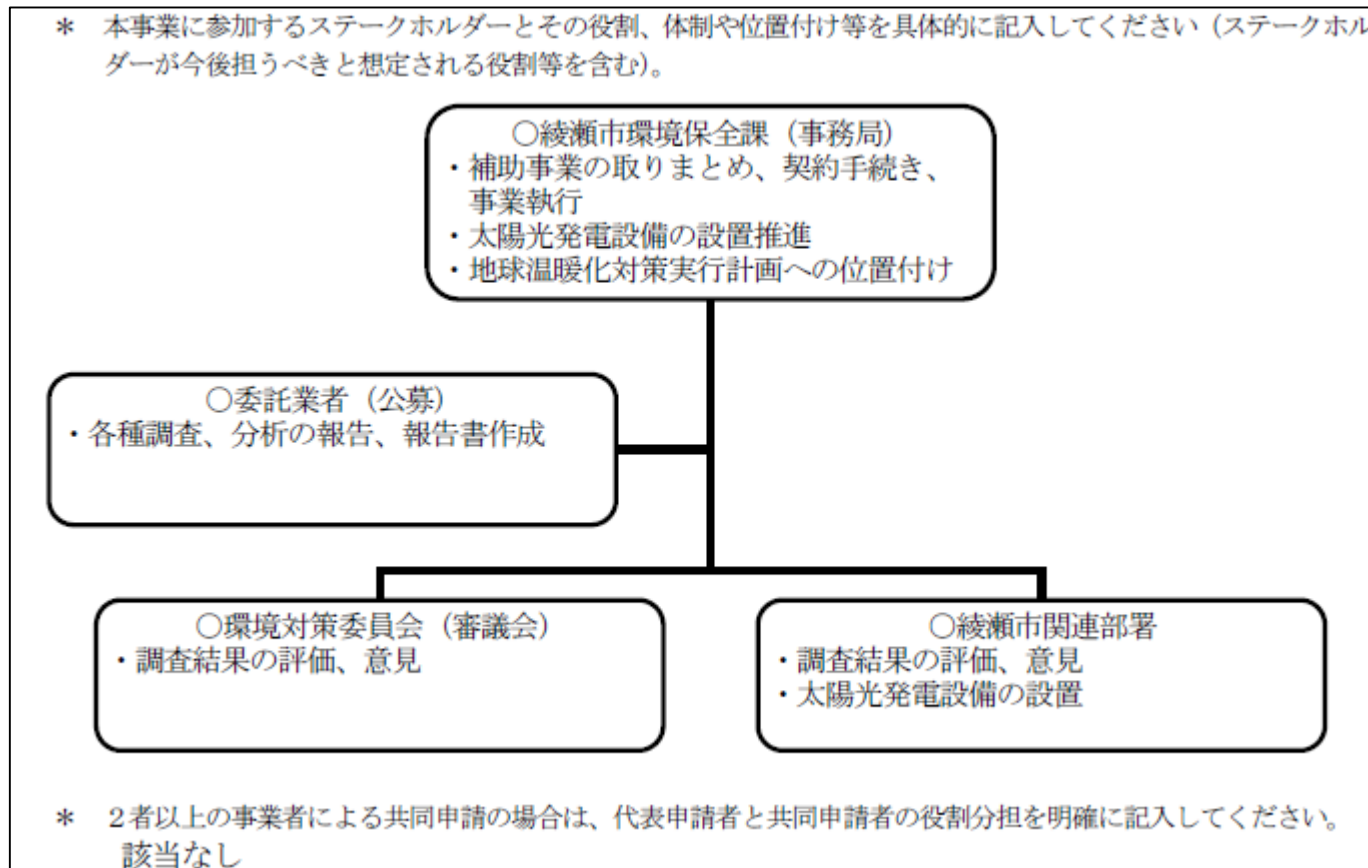 ＊　本事業に参加するステークホルダーとその役割、体制や位置付け等を具体的に記入してください（ステークホル
ダーが今後担うべきと想定される役割等を含む）。
○綾瀬市環境保全課（事務局）
・補助事業の取りまとめ、契約手続き、
事業執行
・太陽光発電設備の設置推進
・地球温暖化対策実行計画への位置付け
○委託業者（公募）
・各種調査、分析の報告、報告書作成
○環境対策委員会（審議会）
・調査結果の評価、意見
○綾瀬市関連部署
・調査結果の評価、意見
・太陽光発電設備の設置
＊　２者以上の事業者による共同申請の場合は、代表申請者と共同申請者の役割分担を明確に記入してください。
該当なし